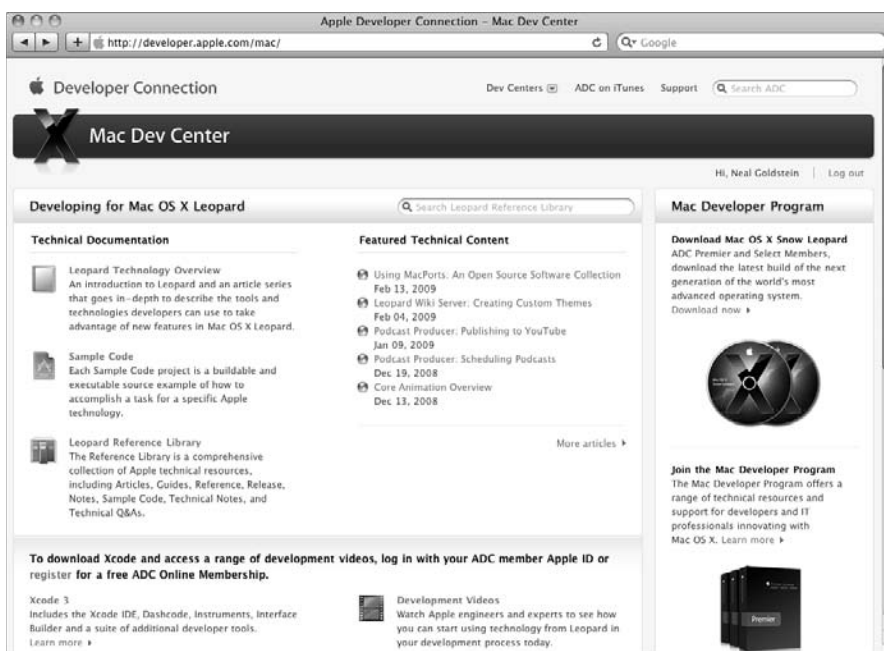 Apple Developer Connection – Mac Dev Center
http://developer.apple.com/mac/
Google
Developer Connection
Dev Centers
ADC on iTunes
Support
Search ADC
Mac Dev Center
Hi, Neal Goldstein | Log out
Developing for Mac OS X Leopard
Search Leopard Reference Library
Technical Documentation
Leopard Technology Overview
An introduction to Leopard and an article series
that goes in-depth to describe the tools and
technologies developers can use to take
advantage of new features in Mac OS X Leopard.
Sample Code
Each Sample Code project is a buildable and
executable source example of how to
accomplish a task for a specific Apple
technology.
Leopard Reference Library
The Reference Library is a comprehensive
collection of Apple technical resources,
including Articles, Guides, Reference, Release,
Notes, Sample Code, Technical Notes, and
Technical Q&As.
Featured Technical Content
Using MacPorts: An Open Source Software Collection
Feb 13, 2009
Leopard Wiki Server: Creating Custom Themes
Feb 04, 2009
Podcast Producer: Publishing to YouTube
Jan 09, 2009
Podcast Producer: Scheduling Podcasts
Dec 19, 2008
Core Animation Overview
Dec 13, 2008
More articles
Mac Developer Program
Download Mac OS X Snow Leopard
ADC Premier and Select Members,
download the latest build of the next
generation of the world's most
advanced operating system.
Download now
Join the Mac Developer Program
The Mac Developer Program offers a
range of technical resources and
support for developers and IT
professionals innovating with
Mac OS X. Learn more
Premier
To download Xcode and access a range of development videos, log in with your ADC member Apple ID or
register for a free ADC Online Membership.
Xcode 3
Includes the Xcode IDE, Dashcode, Instruments, Interface
Builder and a suite of additional developer tools.
Learn more
Development Videos
Watch Apple engineers and experts to see how
you can start using technology from Leopard in
your development process today.